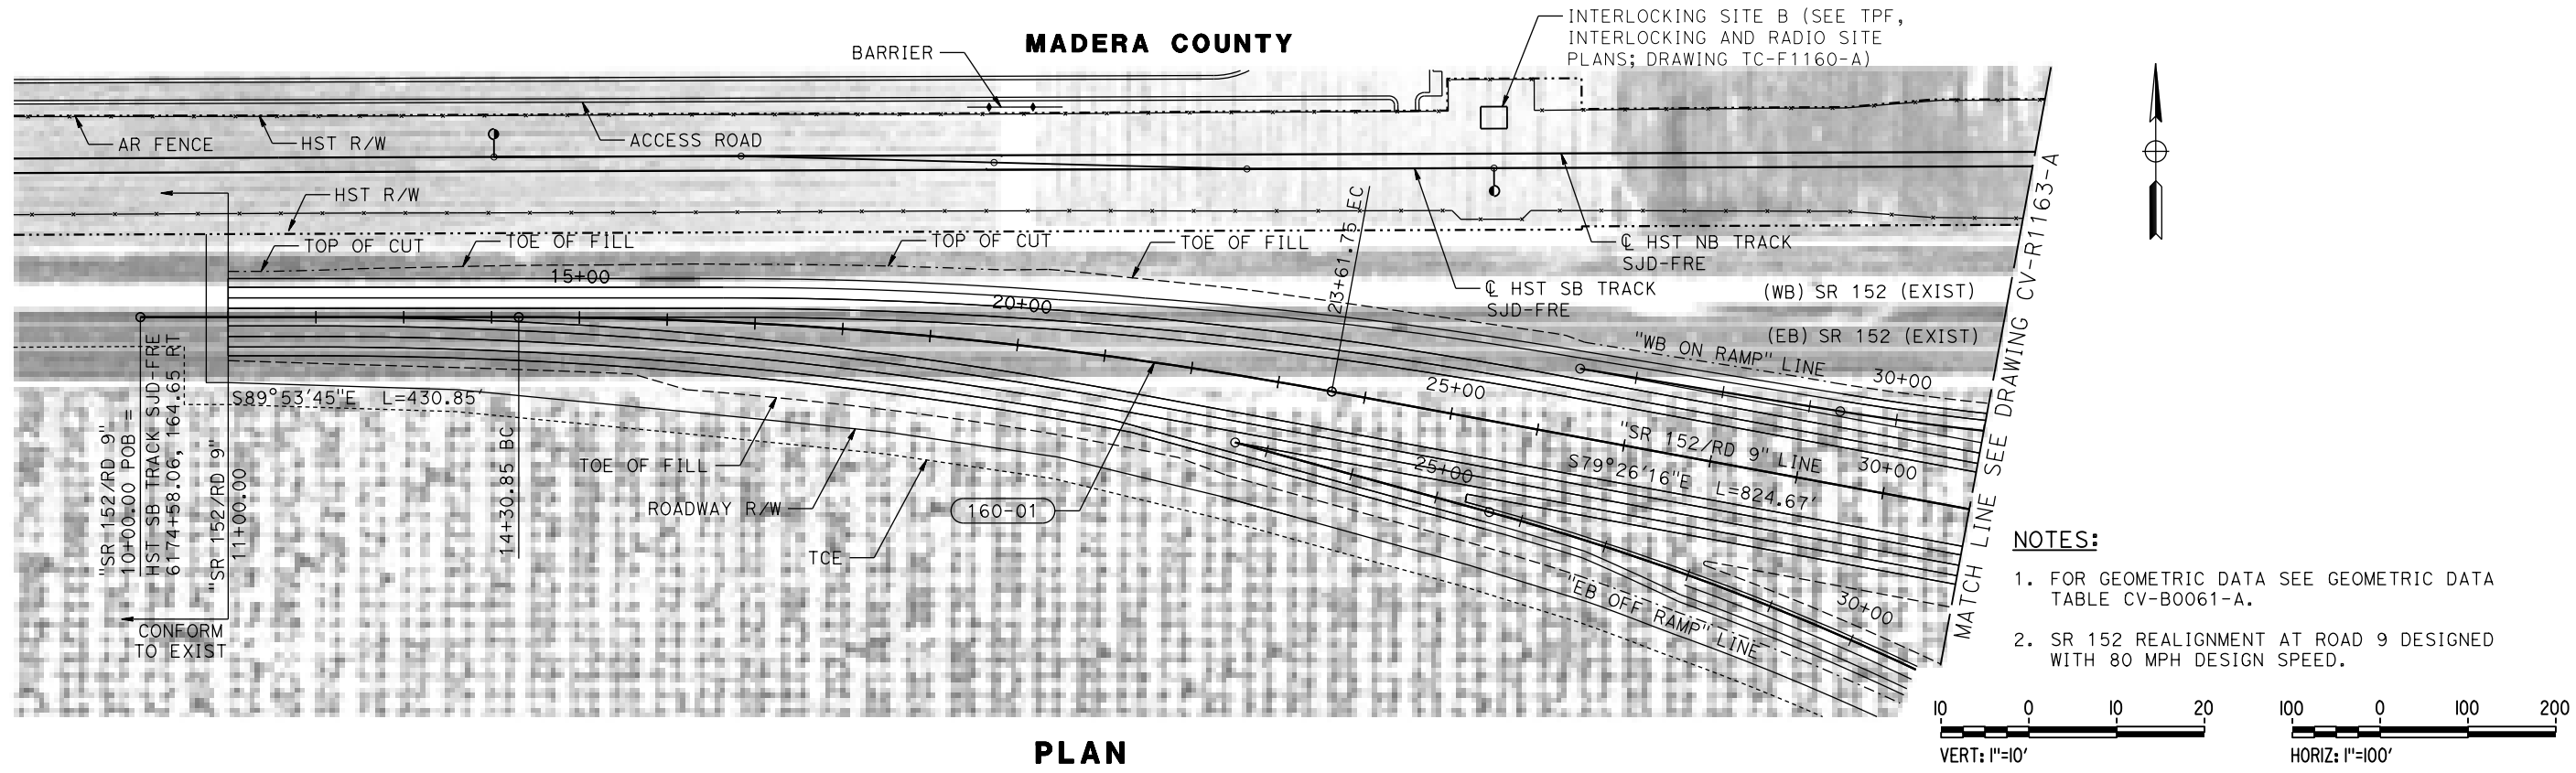 MADERA COUNTY
BARRIER
INTERLOCKING SITE B (SEE TPF,
INTERLOCKING AND RADIO SITE
PLANS; DRAWING TC-F1160-A)
AR FENCE
HST R/W
ACCESS ROAD
HST R/W
TOP OF CUT
TOE OF FILL
TOP OF CUT
TOE OF FILL
23+61.75 EC
℄ HST NB TRACK
SJD-FRE
℄ HST SB TRACK
SJD-FRE
(WB) SR 152 (EXIST)
(EB) SR 152 (EXIST)
15+00
20+00
"WB ON RAMP" LINE
30+00
25+00
"SR 152/RD 9" LINE
30+00
S79°26'16"E L=824.67'
25+00
"EB OFF RAMP" LINE
30+00
MATCH LINE SEE DRAWING CV-R1163-A
S89°53'45"E L=430.85'
"SR 152/RD 9"
10+00.00 POB =
HST SB TRACK SJD-FRE
6174+58.06, 164.65 RT
"SR 152/RD 9"
11+00.00
14+30.85 BC
TOE OF FILL
ROADWAY R/W
160-01
TCE
CONFORM
TO EXIST
NOTES:
1. FOR GEOMETRIC DATA SEE GEOMETRIC DATA
TABLE CV-B0061-A.
2. SR 152 REALIGNMENT AT ROAD 9 DESIGNED
WITH 80 MPH DESIGN SPEED.
10 0 10 20
VERT: 1"=10'
100 0 100 200
HORIZ: 1"=100'
PLAN